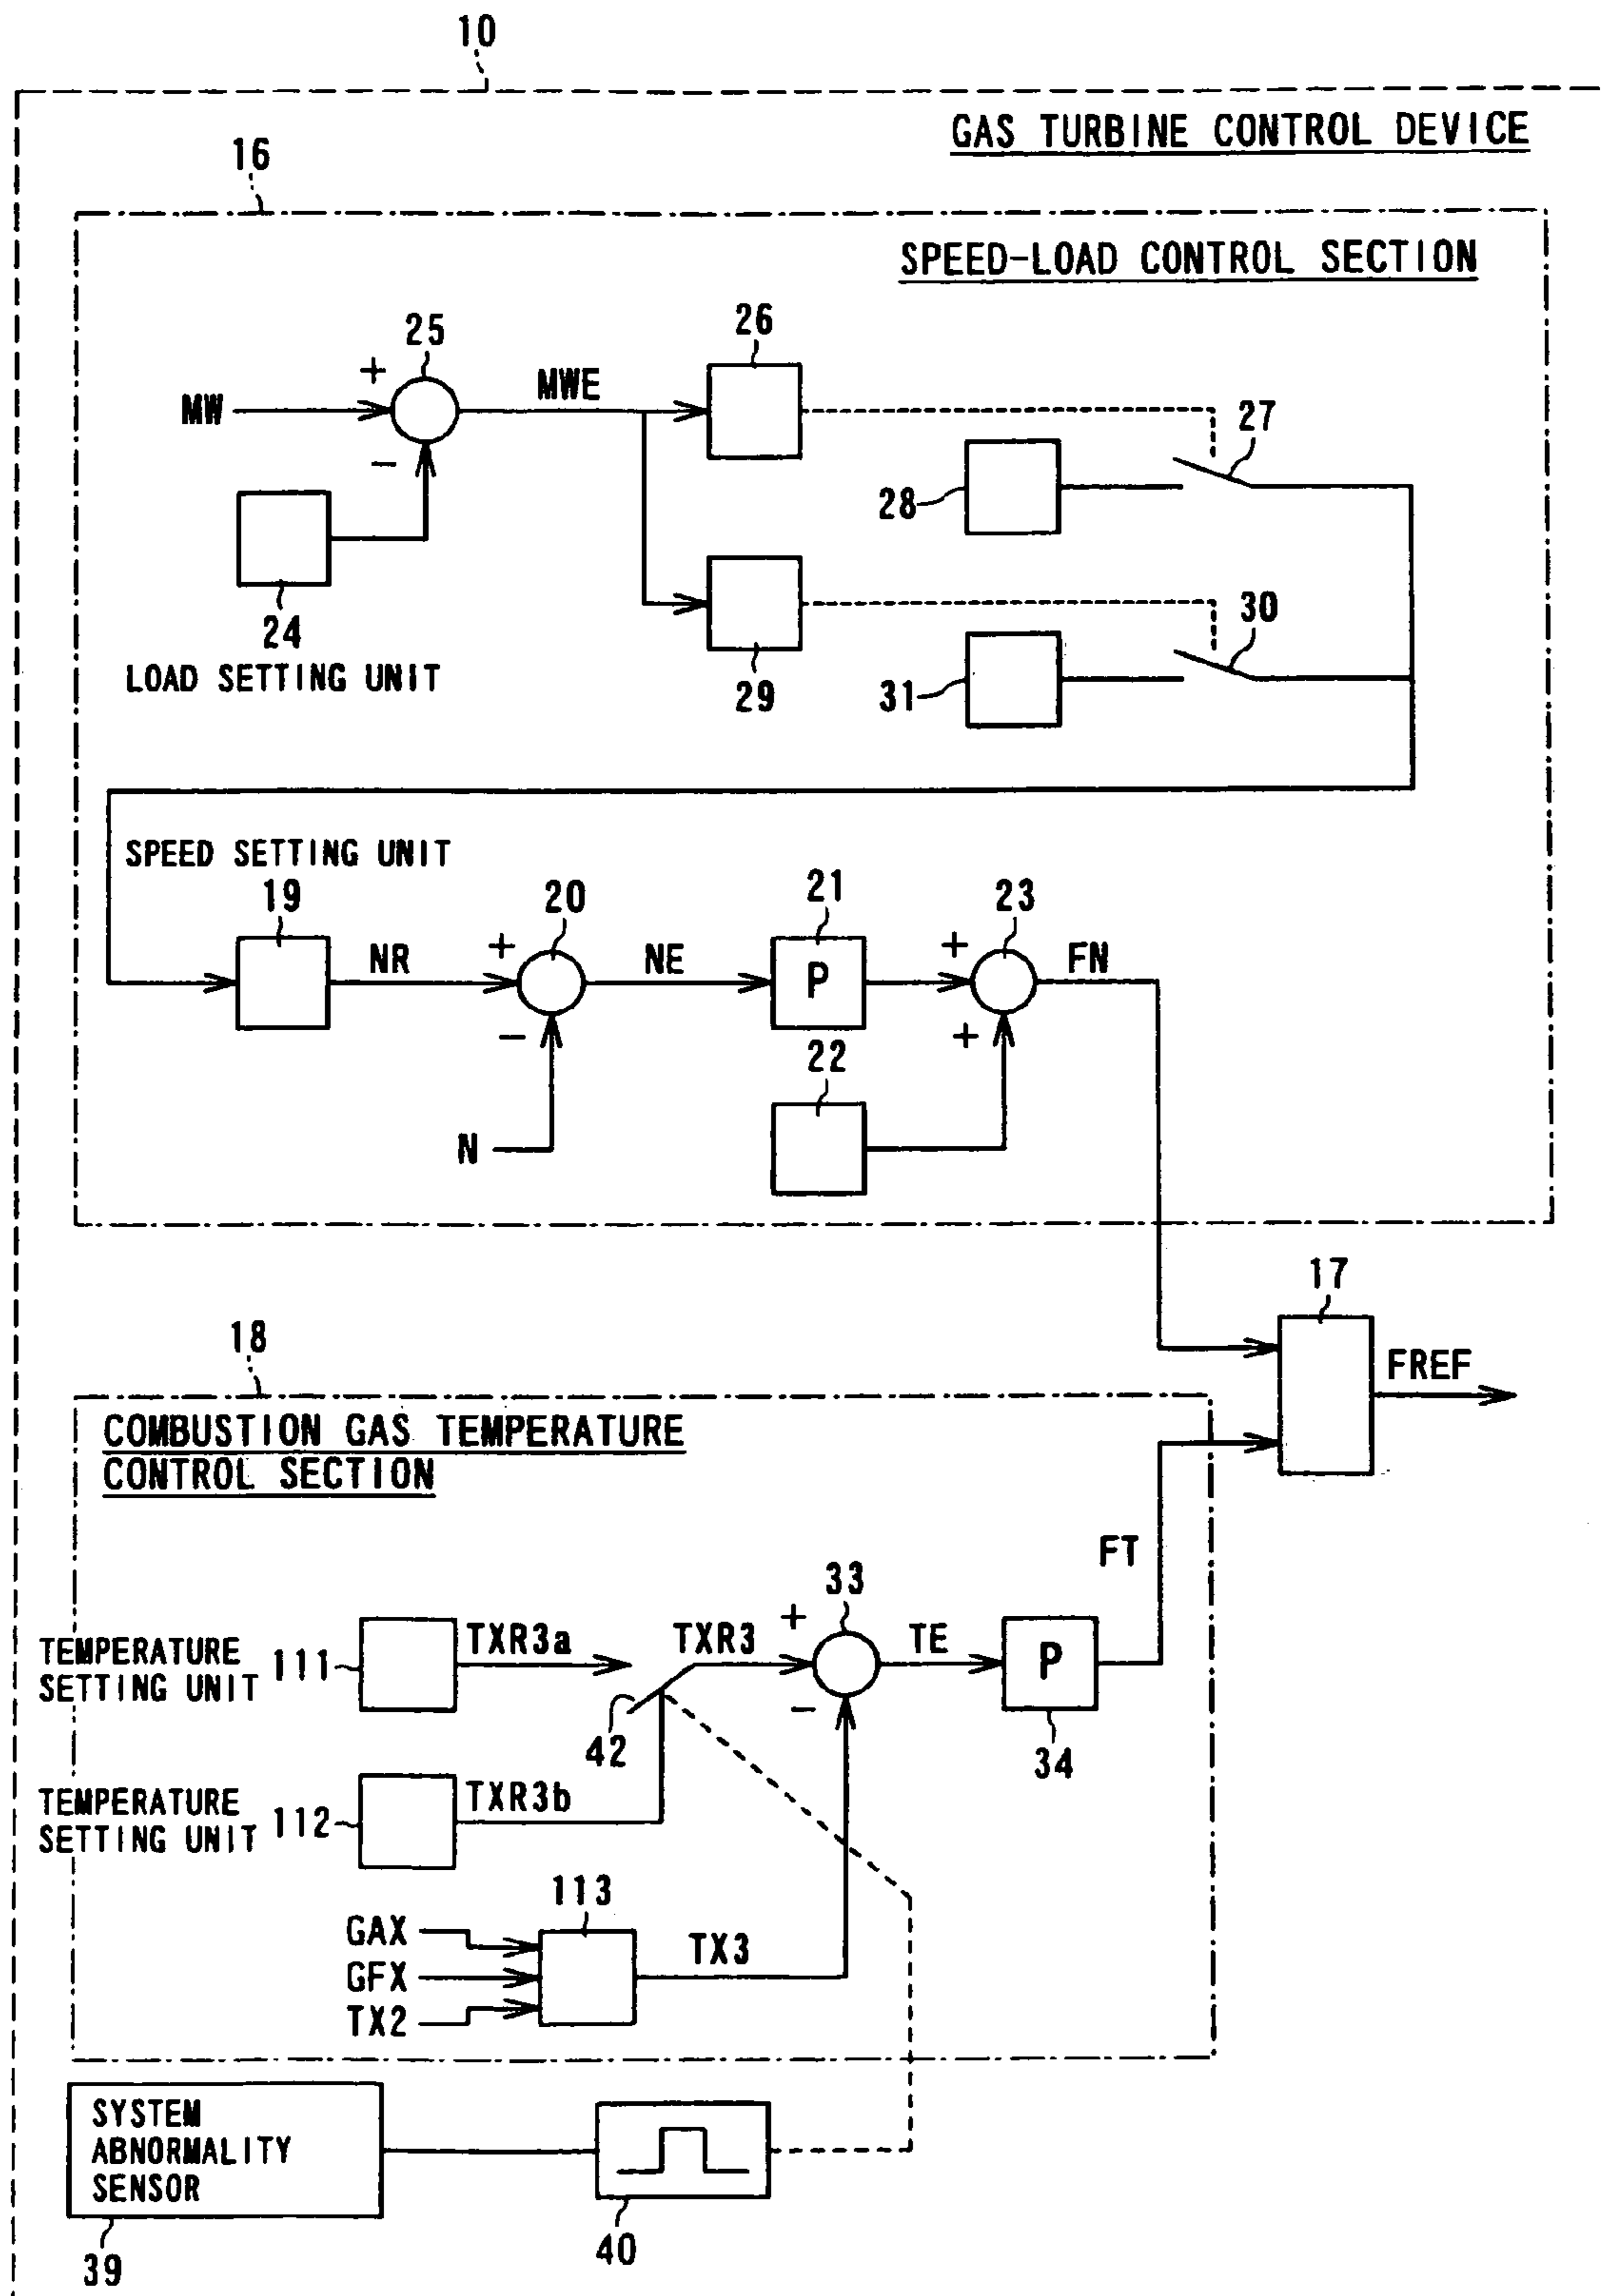 10
GAS TURBINE CONTROL DEVICE
16
SPEED-LOAD CONTROL SECTION
25
26
+
MW
MWE
27
−
28
24
LOAD SETTING UNIT
29
30
31
SPEED SETTING UNIT
19
20
21
23
NR
+
NE
P
+
FN
−
+
22
N
17
18
FREF
COMBUSTION GAS TEMPERATURE
CONTROL SECTION
FT
33
+
TEMPERATURE
SETTING UNIT
111
TXR3a
TXR3
TE
P
−
42
34
TEMPERATURE
SETTING UNIT
112
TXR3b
113
GAX
GFX
TX2
TX3
SYSTEM
ABNORMALITY
SENSOR
39
40